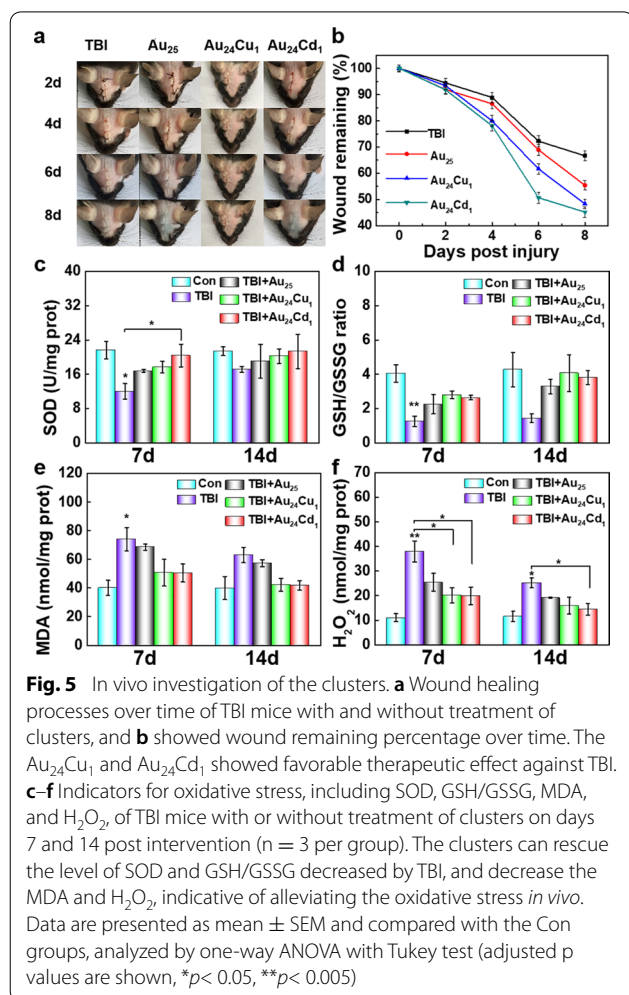 a
TBI Au₂₅ Au₂₄Cu₁ Au₂₄Cd₁
2d
4d
6d
8d
b
Wound remaining (%)
100
90
80
70
60
50
40
TBI
Au₂₅
Au₂₄Cu₁
Au₂₄Cd₁
0 2 4 6 8
Days post injury
c
SOD (U/mg prot)
32
24
16
8
0
Con TBI+Au₂₅
TBI TBI+Au₂₄Cu₁
TBI+Au₂₄Cd₁
*
*
7d 14d
d
GSH/GSSG ratio
8
6
4
2
0
Con TBI+Au₂₅
TBI TBI+Au₂₄Cu₁
TBI+Au₂₄Cd₁
**
7d 14d
e
MDA (nmol/mg prot)
120
100
80
60
40
20
0
Con TBI+Au₂₅
TBI TBI+Au₂₄Cu₁
TBI+Au₂₄Cd₁
*
7d 14d
f
H₂O₂ (nmol/mg prot)
70
60
50
40
30
20
10
0
Con TBI+Au₂₅
TBI TBI+Au₂₄Cu₁
TBI+Au₂₄Cd₁
*
*
**
*
*
7d 14d
Fig. 5 In vivo investigation of the clusters. a Wound healing
processes over time of TBI mice with and without treatment of
clusters, and b showed wound remaining percentage over time. The
Au₂₄Cu₁ and Au₂₄Cd₁ showed favorable therapeutic effect against TBI.
c–f Indicators for oxidative stress, including SOD, GSH/GSSG, MDA,
and H₂O₂, of TBI mice with or without treatment of clusters on days
7 and 14 post intervention (n = 3 per group). The clusters can rescue
the level of SOD and GSH/GSSG decreased by TBI, and decrease the
MDA and H₂O₂, indicative of alleviating the oxidative stress in vivo.
Data are presented as mean ± SEM and compared with the Con
groups, analyzed by one-way ANOVA with Tukey test (adjusted p
values are shown, *p< 0.05, **p< 0.005)